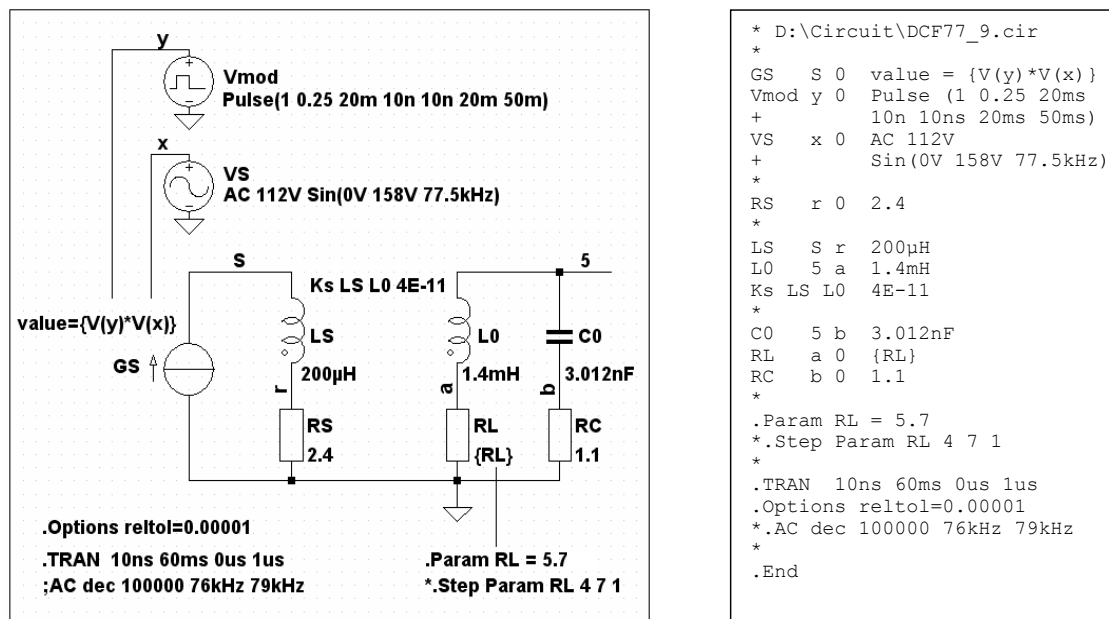 y
Vmod
Pulse(1 0.25 20m 10n 10n 20m 50m)
x
VS
AC 112V Sin(0V 158V 77.5kHz)
S
5
Ks LS L0 4E-11
value={V(y)*V(x)}
LS
L0
C0
GS
200µH
1.4mH
3.012nF
r
a
b
RS
RL
RC
2.4
{RL}
1.1
.Options reltol=0.00001
.TRAN 10ns 60ms 0us 1us
.Param RL = 5.7
;AC dec 100000 76kHz 79kHz
*.Step Param RL 4 7 1
* D:\Circuit\DCF77_9.cir
*
GS S 0 value = {V(y)*V(x)}
Vmod y 0 Pulse (1 0.25 20ms
+ 10n 10ns 20ms 50ms)
VS x 0 AC 112V
+ Sin(0V 158V 77.5kHz)
*
RS r 0 2.4
*
LS S r 200µH
L0 5 a 1.4mH
Ks LS L0 4E-11
*
C0 5 b 3.012nF
RL a 0 {RL}
RC b 0 1.1
*
.Param RL = 5.7
*.Step Param RL 4 7 1
*
.TRAN 10ns 60ms 0us 1us
.Options reltol=0.00001
*.AC dec 100000 76kHz 79kHz
*
.End